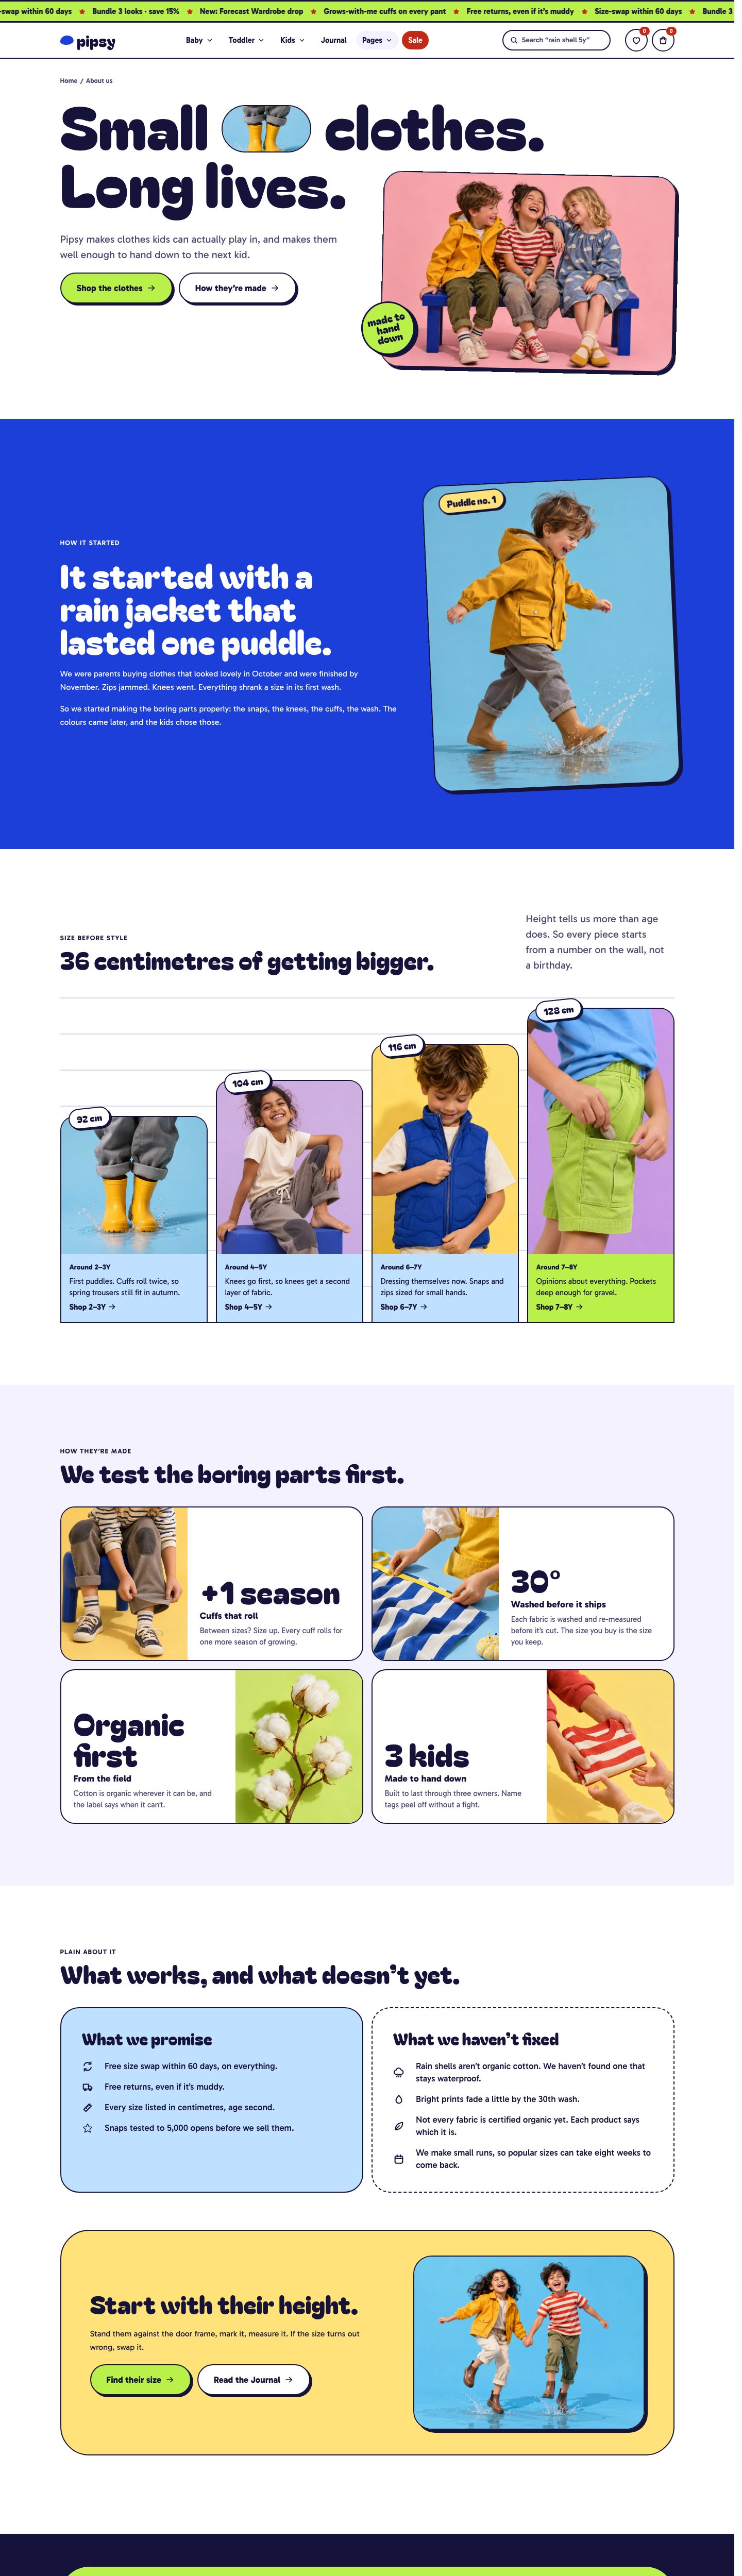 -swap within 60 days ★ Bundle 3 looks • save 15% ★ New: Forecast Wardrobe drop ★ Grows-with-me cuffs on every pant ★ Free returns, even if it's muddy ★ Size-swap within 60 days ★ Bundle 3
pipsy Baby Toddler Kids Journal Pages Sale Search “rain shell 5y” 0 0
Home / About us
Small clothes.
Long lives.
Pipsy makes clothes kids can actually play in, and makes them
well enough to hand down to the next kid.
Shop the clothes → How they're made →
made to
hand
down
HOW IT STARTED
It started with a
rain jacket that
lasted one puddle.
We were parents buying clothes that looked lovely in October and were finished by
November. Zips jammed. Knees went. Everything shrank a size in its first wash.
So we started making the boring parts properly: the snaps, the knees, the cuffs, the wash. The
colours came later, and the kids chose those.
Puddle no. 1
SIZE BEFORE STYLE
36 centimetres of getting bigger.
Height tells us more than age
does. So every piece starts
from a number on the wall, not
a birthday.
92 cm
Around 2–3Y
First puddles. Cuffs roll twice, so
spring trousers still fit in autumn.
Shop 2–3Y →
104 cm
Around 4–5Y
Knees go first, so knees get a second
layer of fabric.
Shop 4–5Y →
116 cm
Around 6–7Y
Dressing themselves now. Snaps and
zips sized for small hands.
Shop 6–7Y →
128 cm
Around 7–8Y
Opinions about everything. Pockets
deep enough for gravel.
Shop 7–8Y →
HOW THEY'RE MADE
We test the boring parts first.
+1 season
Cuffs that roll
Between sizes? Size up. Every cuff rolls for
one more season of growing.
30°
Washed before it ships
Each fabric is washed and re-measured
before it's cut. The size you buy is the size
you keep.
Organic
first
From the field
Cotton is organic wherever it can be, and
the label says when it can't.
3 kids
Made to hand down
Built to last through three owners. Name
tags peel off without a fight.
PLAIN ABOUT IT
What works, and what doesn't yet.
What we promise
Free size swap within 60 days, on everything.
Free returns, even if it's muddy.
Every size listed in centimetres, age second.
Snaps tested to 5,000 opens before we sell them.
What we haven't fixed
Rain shells aren't organic cotton. We haven't found one that
stays waterproof.
Bright prints fade a little by the 30th wash.
Not every fabric is certified organic yet. Each product says
which it is.
We make small runs, so popular sizes can take eight weeks to
come back.
Start with their height.
Stand them against the door frame, mark it, measure it. If the size turns out
wrong, swap it.
Find their size → Read the Journal →